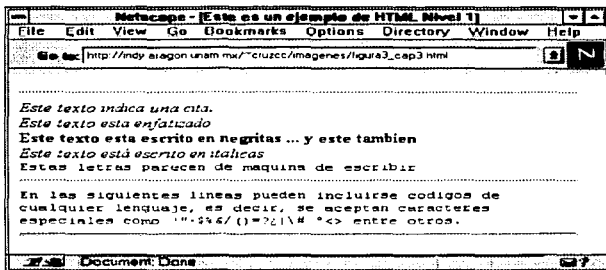 Netscape - [Este es un ejemplo de HTML Nivel 1]
File Edit View Go Bookmarks Options Directory Window Help
Go to: http://indy aragon unam mx/~cruzcc/imagenes/figura3_cap3 html
Este texto indica una cita.
Este texto esta enfatizado
Este texto esta escrito en negritas ... y este tambien
Este texto está escrito en italicas
Estas letras parecen de maquina de escribir
En las siguientes lineas pueden incluirse codigos de
cualquier lenguaje, es decir, se aceptan caracteres
especiales como entre otros.
Document: Done